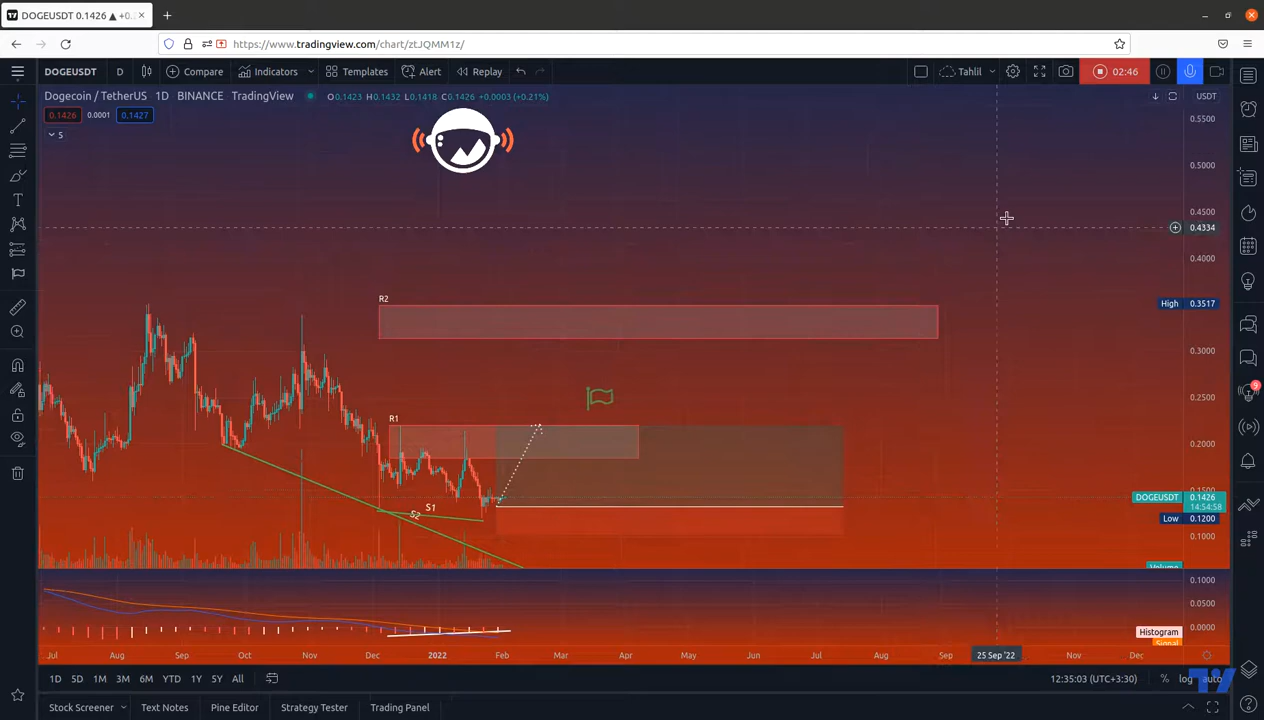 DOGEUSDT 0.1426 ▲ +0.
https://www.tradingview.com/chart/ztJQMM1z/
DOGEUSDT D Compare Indicators Templates Alert Replay Tahlil 02:46
Dogecoin / TetherUS 1D BINANCE TradingView O0.1423 H0.1432 L0.1418 C0.1426 +0.0003 (+0.21%) USDT
0.1426 0.0001 0.1427
0.5500
5
0.5000
0.4500
0.4334
0.4000
R2
High 0.3517
0.3000
0.2500
9
R1
0.2000
0.1500
DOGEUSDT 0.1426
14:54:58
S1
S2
Low 0.1200
0.1000
Volume
0.1000
0.0500
0.0000
Histogram
Signal
Jul Aug Sep Oct Nov Dec 2022 Feb Mar Apr May Jun Jul Aug Sep 25 Sep '22 Nov Dec
1D 5D 1M 3M 6M YTD 1Y 5Y All 12:35:03 (UTC+3:30) % log auto
Stock Screener Text Notes Pine Editor Strategy Tester Trading Panel